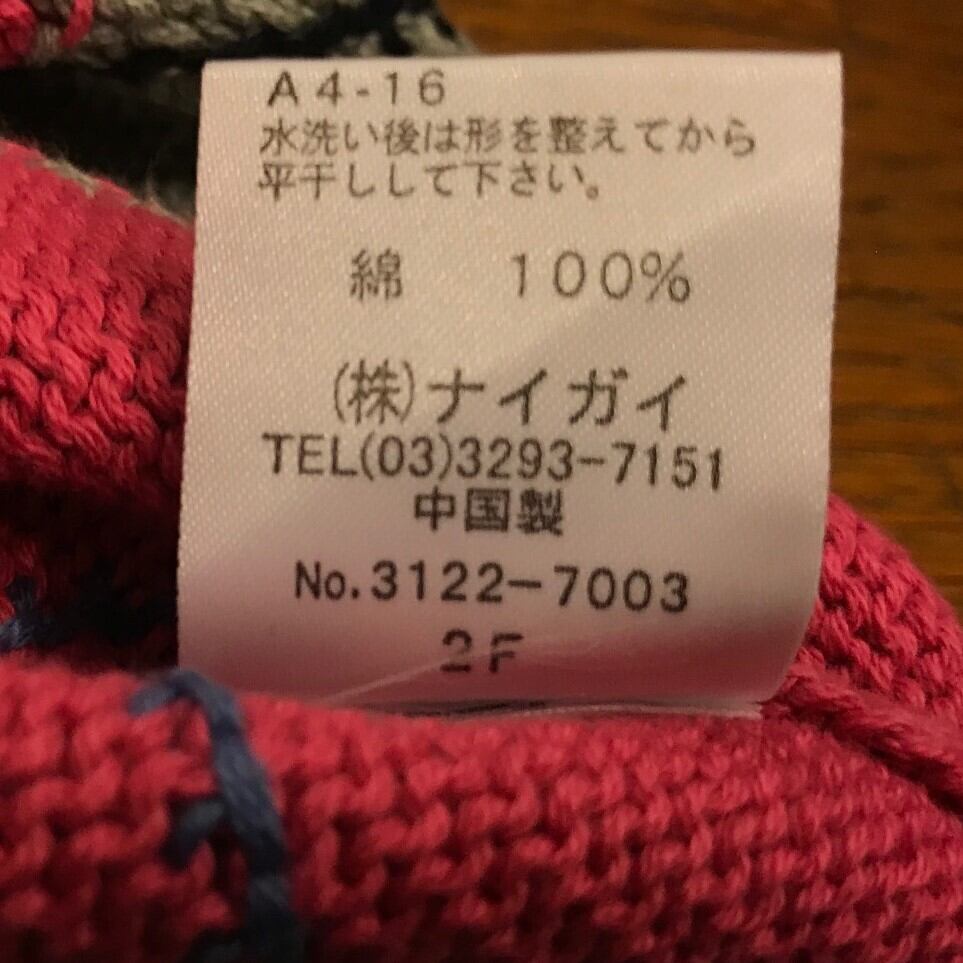 A4-16
水洗い後は形を整えてから
平干しして下さい。
綿 100%
(株)ナイガイ
TEL(03)3293-7151
中国製
No.3122-7003
2F